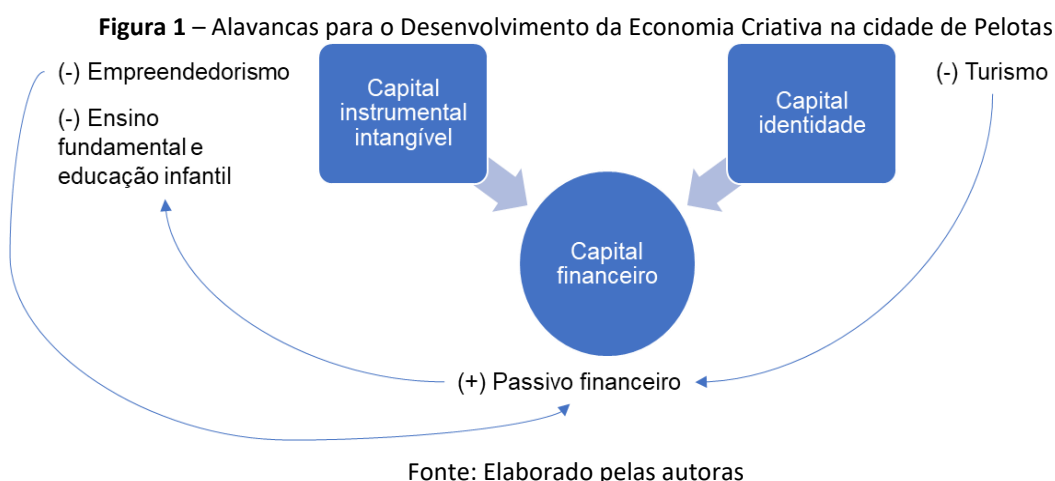 Figura 1 – Alavancas para o Desenvolvimento da Economia Criativa na cidade de Pelotas
(-) Empreendedorismo
(-) Ensino
fundamental e
educação infantil
Capital
instrumental
intangível
Capital
identidade
(-) Turismo
Capital
financeiro
(+) Passivo financeiro
Fonte: Elaborado pelas autoras